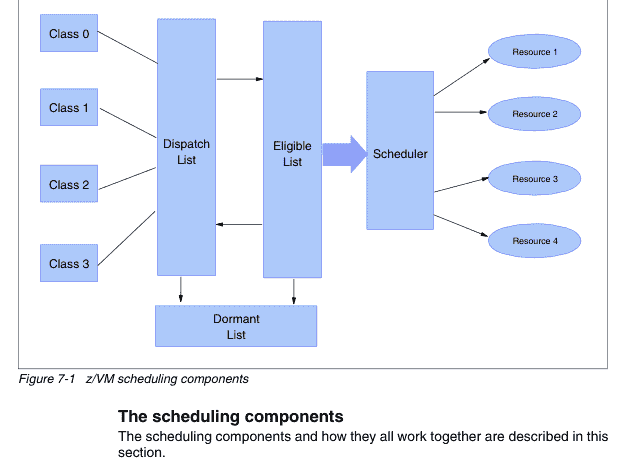 Class 0
Class 1
Class 2
Class 3
Dispatch
List
Eligible
List
Scheduler
Resource 1
Resource 2
Resource 3
Resource 4
Dormant
List
Figure 7-1   z/VM scheduling components
The scheduling components
The scheduling components and how they all work together are described in this
section.